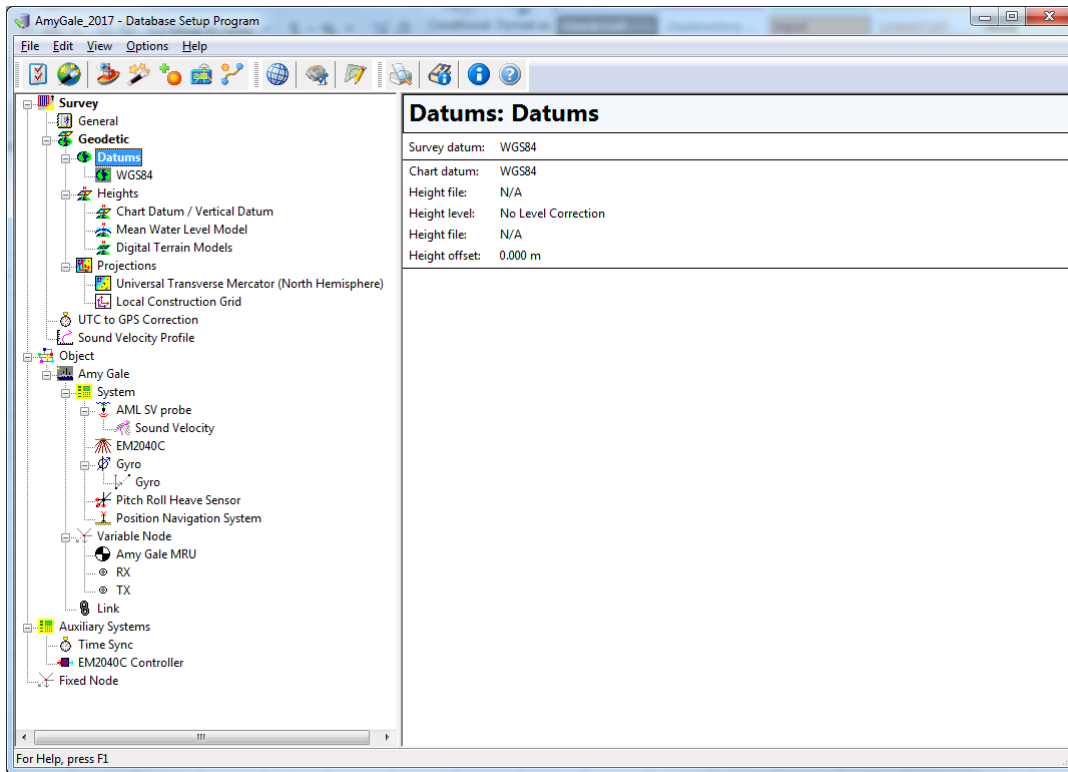 AmyGale_2017 - Database Setup Program
File Edit View Options Help
Survey
General
Geodetic
Datums
WGS84
Heights
Chart Datum / Vertical Datum
Mean Water Level Model
Digital Terrain Models
Projections
Universal Transverse Mercator (North Hemisphere)
Local Construction Grid
UTC to GPS Correction
Sound Velocity Profile
Object
Amy Gale
System
AML SV probe
Sound Velocity
EM2040C
Gyro
Gyro
Pitch Roll Heave Sensor
Position Navigation System
Variable Node
Amy Gale MRU
RX
TX
Link
Auxiliary Systems
Time Sync
EM2040C Controller
Fixed Node
Datums: Datums
Survey datum: WGS84
Chart datum: WGS84
Height file: N/A
Height level: No Level Correction
Height file: N/A
Height offset: 0.000 m
For Help, press F1